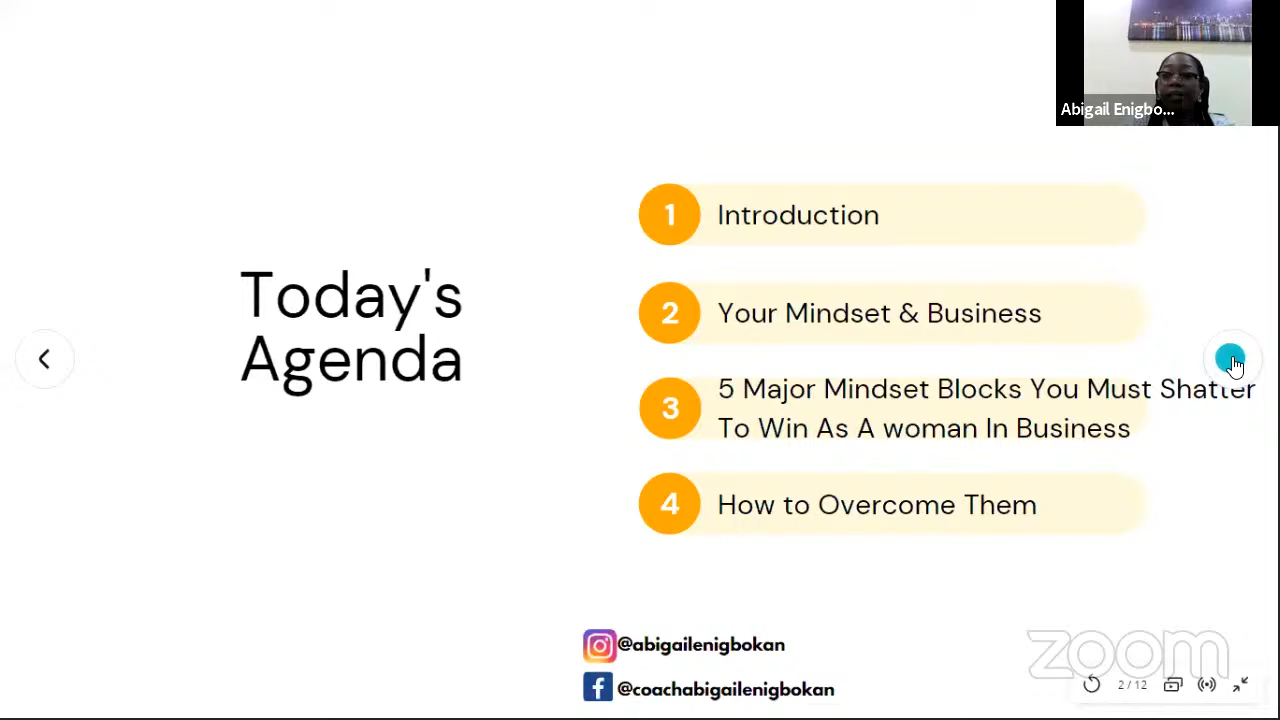 Abigail Enigbo...
Today's
Agenda
1 Introduction
2 Your Mindset & Business
3 5 Major Mindset Blocks You Must Shatter
To Win As A woman In Business
4 How to Overcome Them
@abigailenigbokan
@coachabigailenigbokan
zoom
2/12